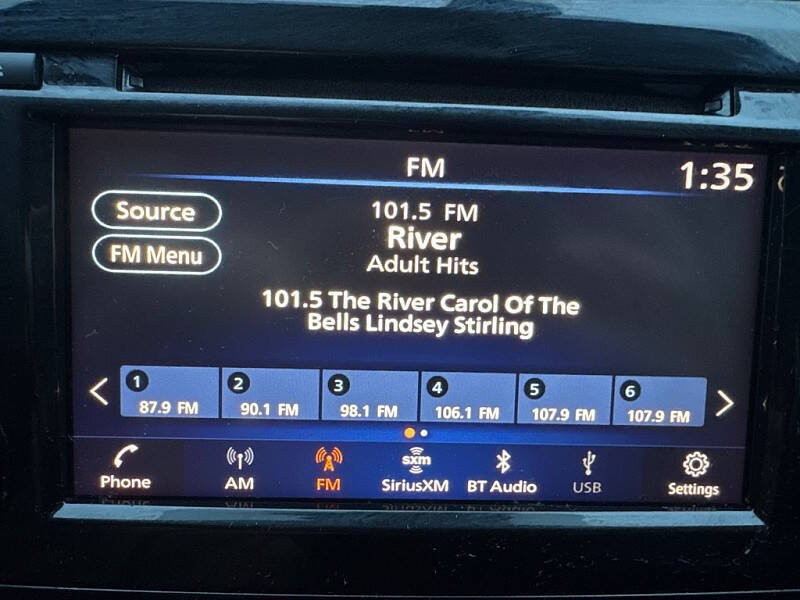 FM
1:35
Source
101.5 FM
River
FM Menu
Adult Hits
101.5 The River Carol Of The
Bells Lindsey Stirling
1
2
3
4
5
6
87.9 FM
90.1 FM
98.1 FM
106.1 FM
107.9 FM
107.9 FM
sxm
Phone
AM
FM
SiriusXM
BT Audio
USB
Settings